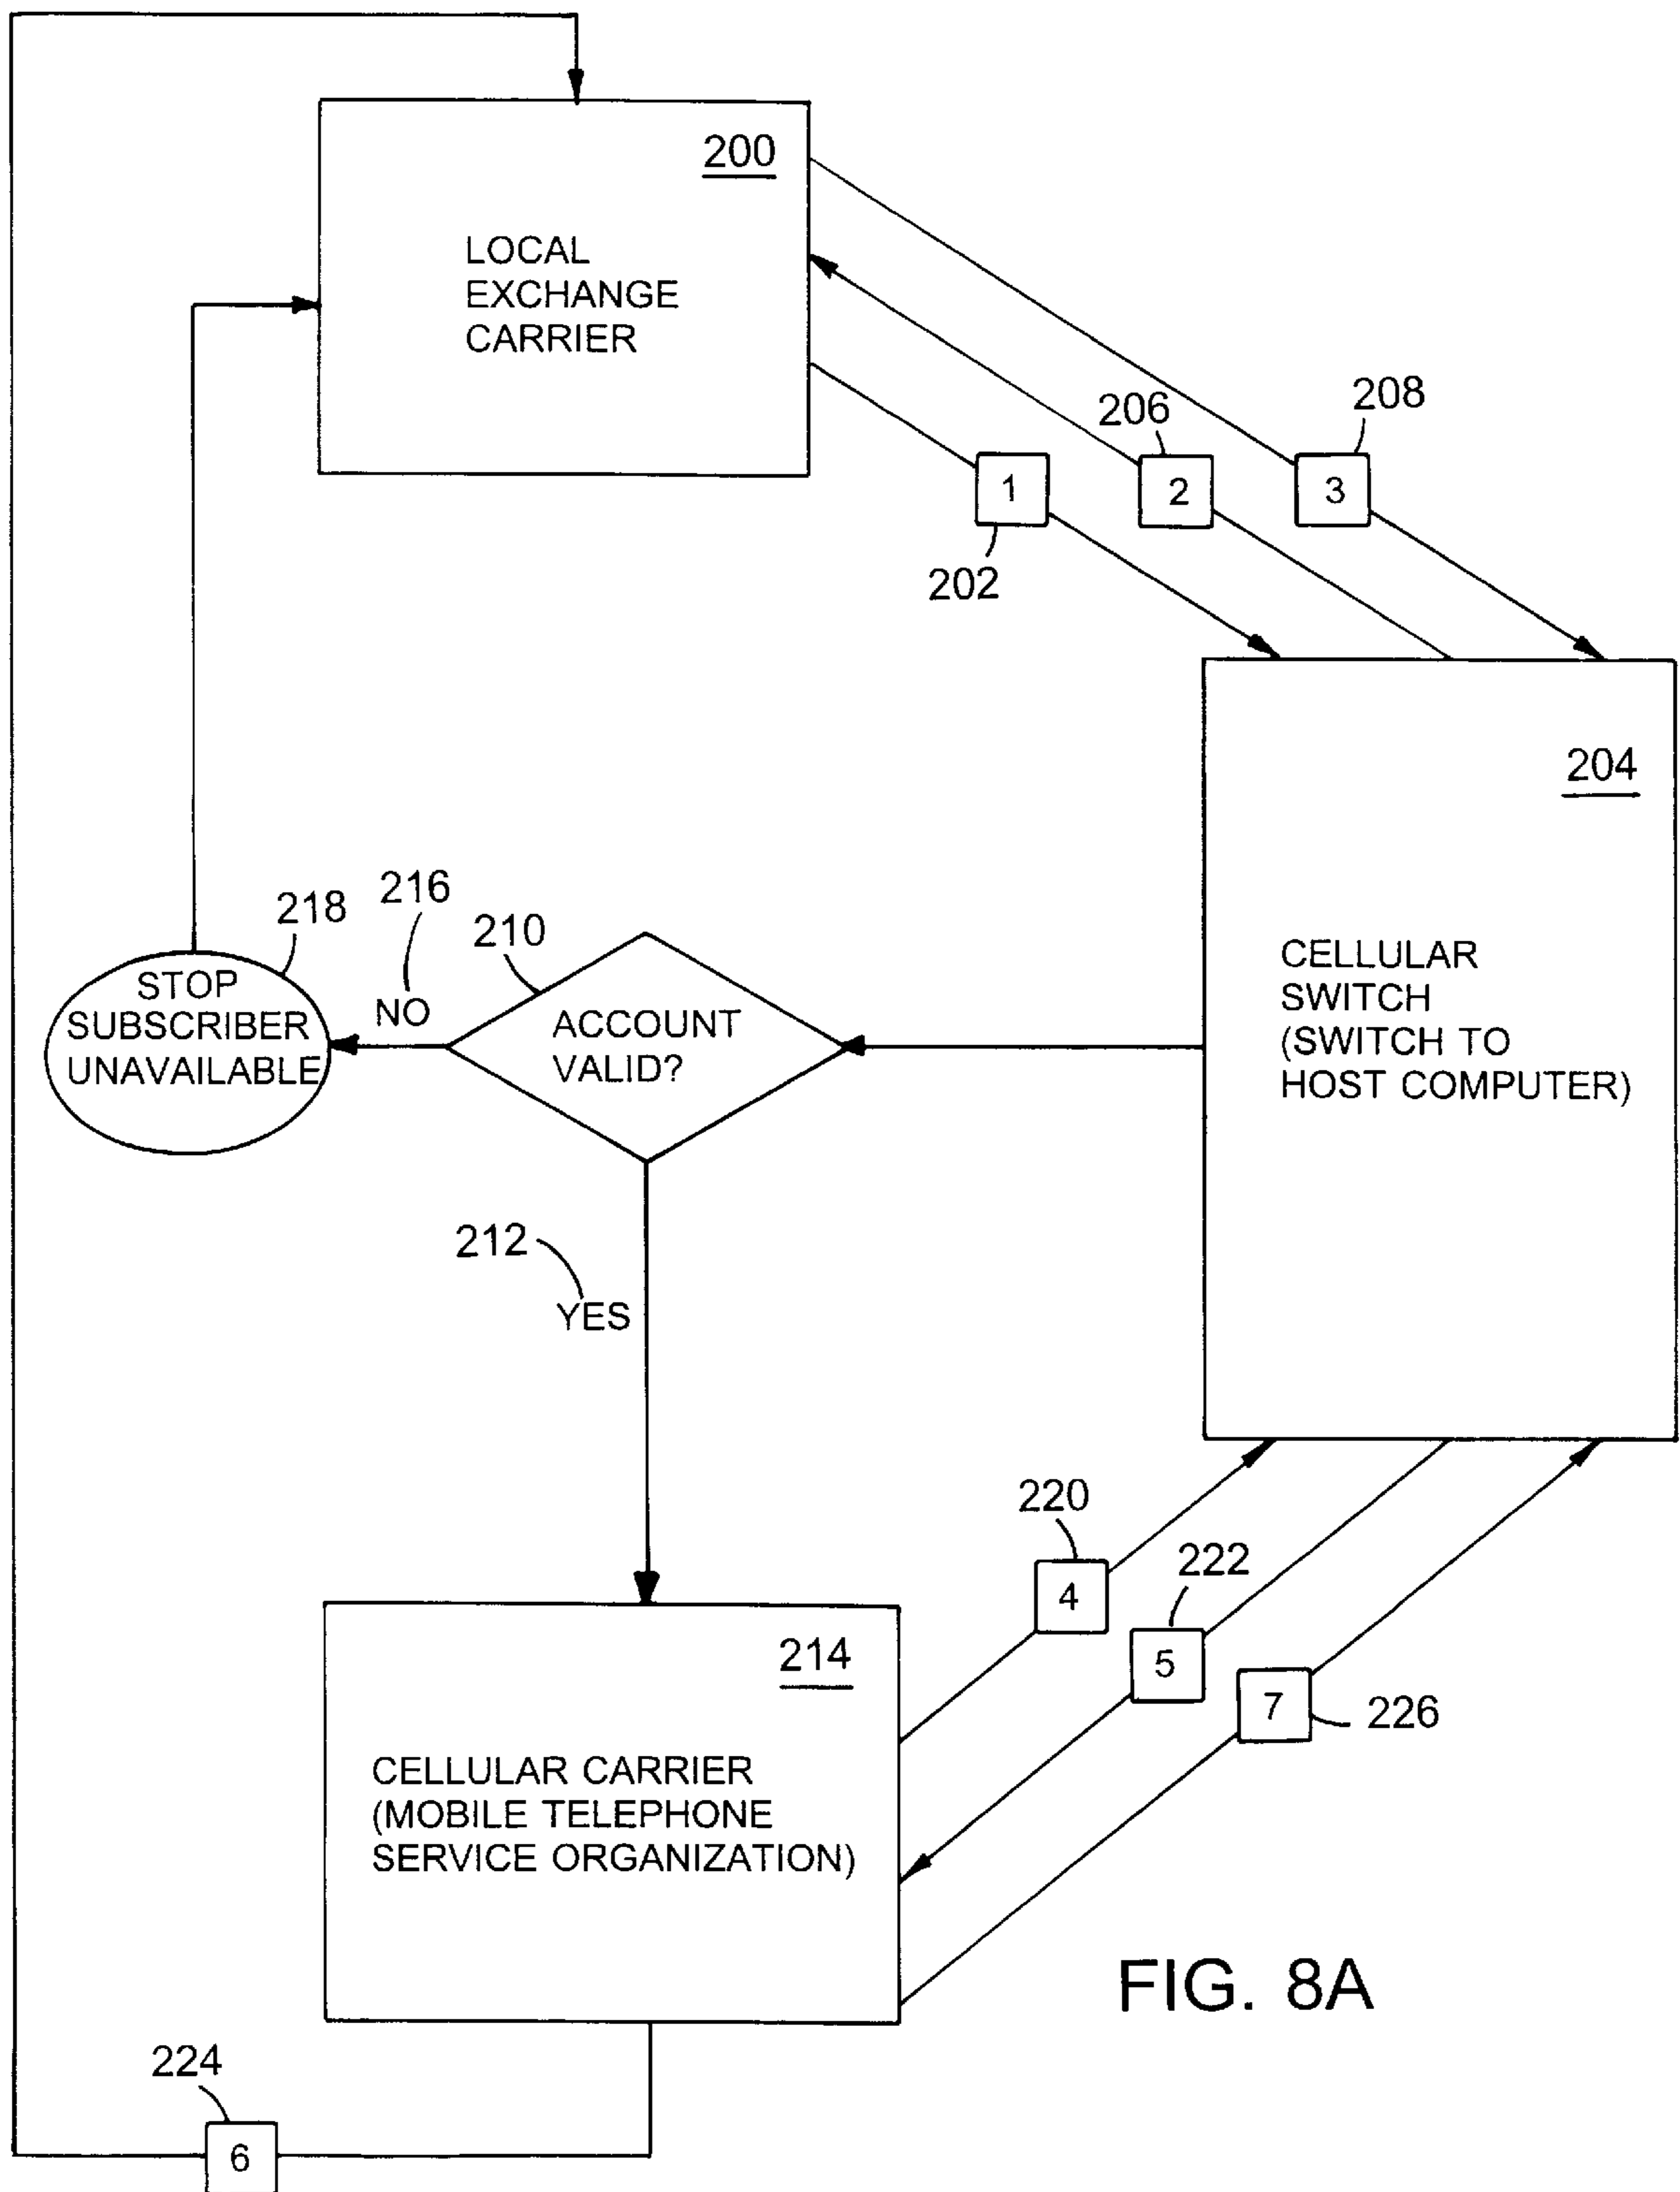 200
LOCAL
EXCHANGE
CARRIER
208
206
1
2
3
202
204
CELLULAR
SWITCH
(SWITCH TO
HOST COMPUTER)
216
218
210
STOP
SUBSCRIBER
UNAVAILABLE
NO
ACCOUNT
VALID?
212
YES
220
222
4
5
7
226
214
CELLULAR CARRIER
(MOBILE TELEPHONE
SERVICE ORGANIZATION)
FIG. 8A
224
6